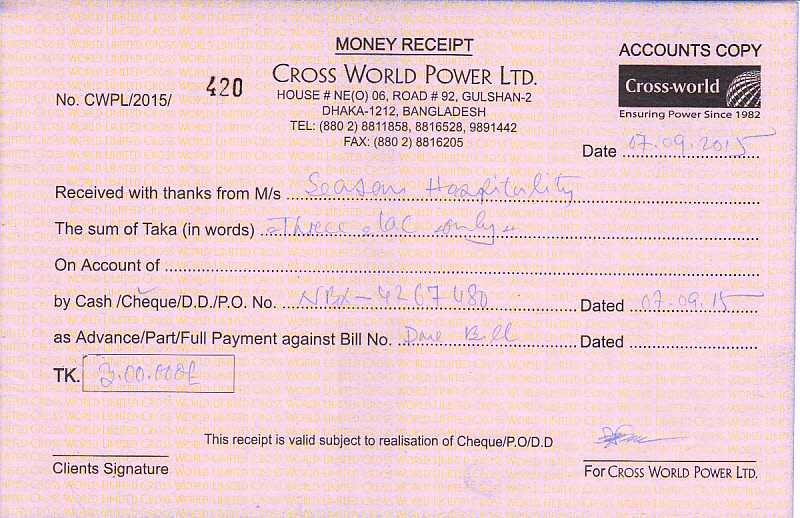 MONEY RECEIPT
ACCOUNTS COPY
No. CWPL/2015/ 420
CROSS WORLD POWER LTD.
HOUSE # NE(O) 06, ROAD # 92, GULSHAN-2
DHAKA-1212, BANGLADESH
TEL: (880 2) 8811858, 8816528, 9891442
FAX: (880 2) 8816205
Cross-world
Ensuring Power Since 1982
Date 07.09.2015
Received with thanks from M/s Seasons Hospitality
The sum of Taka (in words) =Three lac only=
On Account of
by Cash /Cheque/D.D./P.O. No. NBL-4267480 Dated 07.09.15
as Advance/Part/Full Payment against Bill No. Due Bill Dated
TK. 3.00.000/=
This receipt is valid subject to realisation of Cheque/P.O/D.D
Clients Signature
For CROSS WORLD POWER LTD.